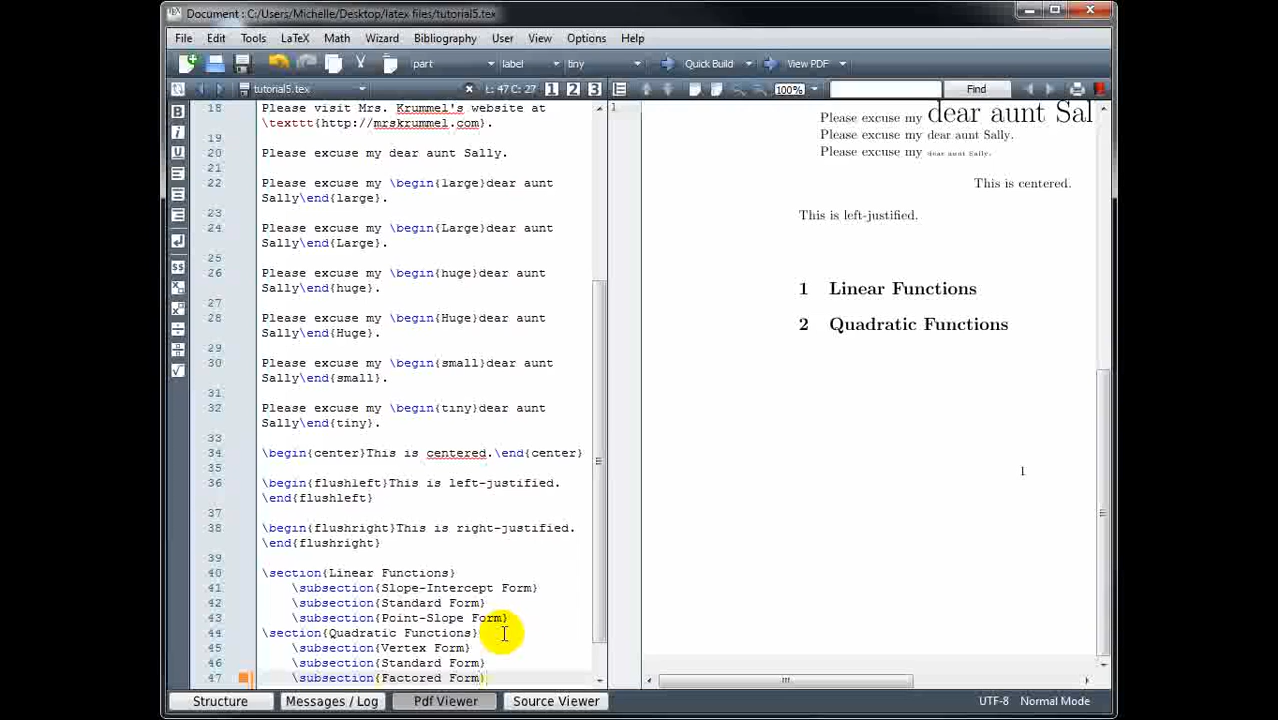 Document : C:/Users/Michelle/Desktop/latex files/tutorial5.tex
File Edit Tools LaTeX Math Wizard Bibliography User View Options Help
part label tiny Quick Build View PDF
tutorial5.tex L: 47 C: 27 1 2 3 100% Find
18 Please visit Mrs. Krummel's website at
\texttt{http://mrskrummel.com}.
19
20 Please excuse my dear aunt Sally.
21
22 Please excuse my \begin{large}dear aunt
Sally\end{large}.
23
24 Please excuse my \begin{Large}dear aunt
Sally\end{Large}.
25
26 Please excuse my \begin{huge}dear aunt
Sally\end{huge}.
27
28 Please excuse my \begin{Huge}dear aunt
Sally\end{Huge}.
29
30 Please excuse my \begin{small}dear aunt
Sally\end{small}.
31
32 Please excuse my \begin{tiny}dear aunt
Sally\end{tiny}.
33
34 \begin{center}This is centered.\end{center}
35
36 \begin{flushleft}This is left-justified.
\end{flushleft}
37
38 \begin{flushright}This is right-justified.
\end{flushright}
39
40 \section{Linear Functions}
41 \subsection{Slope-Intercept Form}
42 \subsection{Standard Form}
43 \subsection{Point-Slope Form}
44 \section{Quadratic Functions}
45 \subsection{Vertex Form}
46 \subsection{Standard Form}
47 \subsection{Factored Form}
1
Please excuse my dear aunt Sal
Please excuse my dear aunt Sally.
Please excuse my dear aunt Sally.
This is centered.
This is left-justified.
1 Linear Functions
2 Quadratic Functions
1
Structure Messages / Log Pdf Viewer Source Viewer UTF-8 Normal Mode